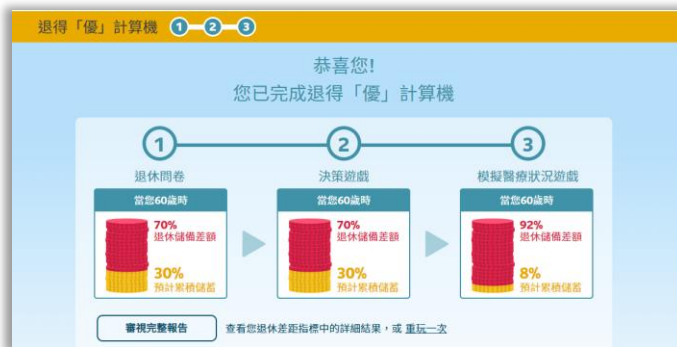 退得「優」計算機 1 2 3
恭喜您!
您已完成退得「優」計算機
1 2 3
退休問卷 決策遊戲 模擬醫療狀況遊戲
當您60歲時 當您60歲時 當您60歲時
70% 70% 92%
退休儲備差額 退休儲備差額 退休儲備差額
30% 30% 8%
預計累積儲蓄 預計累積儲蓄 預計累積儲蓄
審視完整報告 查看您退休差距指標中的詳細結果，或 重玩一次